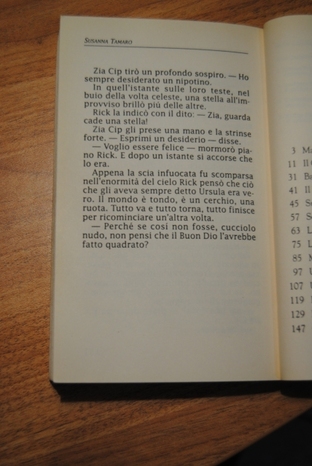 SUSANNA TAMARO
Zia Cip tirò un profondo sospiro. — Ho
sempre desiderato un nipotino.
In quell'istante sulle loro teste, nel
buio della volta celeste, una stella all'im-
provviso brillò più delle altre.
Rick la indicò con il dito: — Zia, guarda
cade una stella!
Zia Cip gli prese una mano e la strinse
forte. — Esprimi un desiderio — disse.
— Voglio essere felice — mormorò pia-
no Rick. E dopo un istante si accorse che
lo era.
Appena la scia infuocata fu scomparsa
nell'enormità del cielo Rick pensò che ciò
che gli aveva sempre detto Ursula era ve-
ro. Il mondo è tondo, è un cerchio, una
ruota. Tutto va e tutto torna, tutto finisce
per ricominciare un'altra volta.
— Perché se così non fosse, cucciolo
nudo, non pensi che il Buon Dio l'avrebbe
fatto quadrato?
3
11
31
41
45
57
63
75
85
97
107
119
129
147